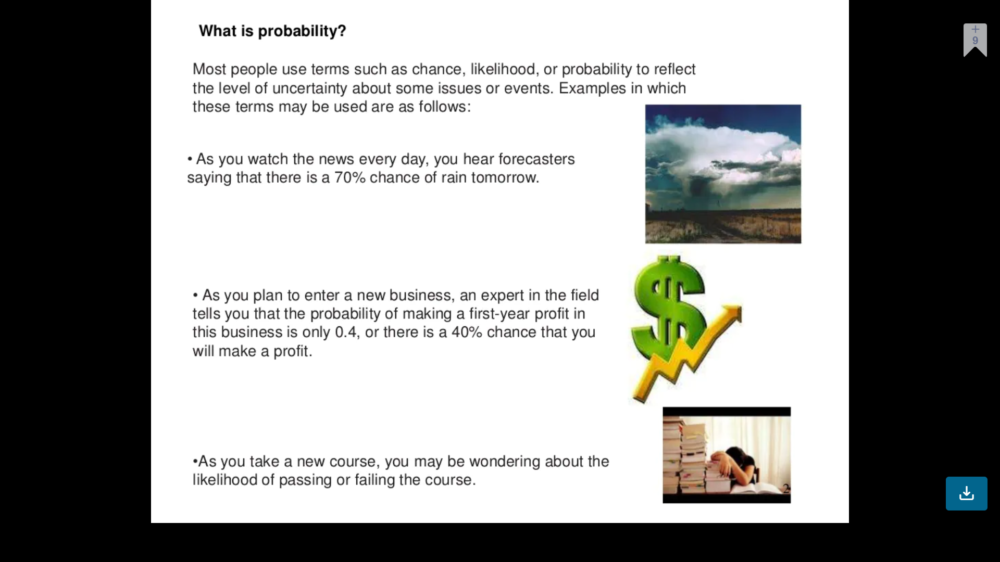 What is probability?
Most people use terms such as chance, likelihood, or probability to reflect
the level of uncertainty about some issues or events. Examples in which
these terms may be used are as follows:
• As you watch the news every day, you hear forecasters
saying that there is a 70% chance of rain tomorrow.
• As you plan to enter a new business, an expert in the field
tells you that the probability of making a first-year profit in
this business is only 0.4, or there is a 40% chance that you
will make a profit.
•As you take a new course, you may be wondering about the
likelihood of passing or failing the course.
2
+
9